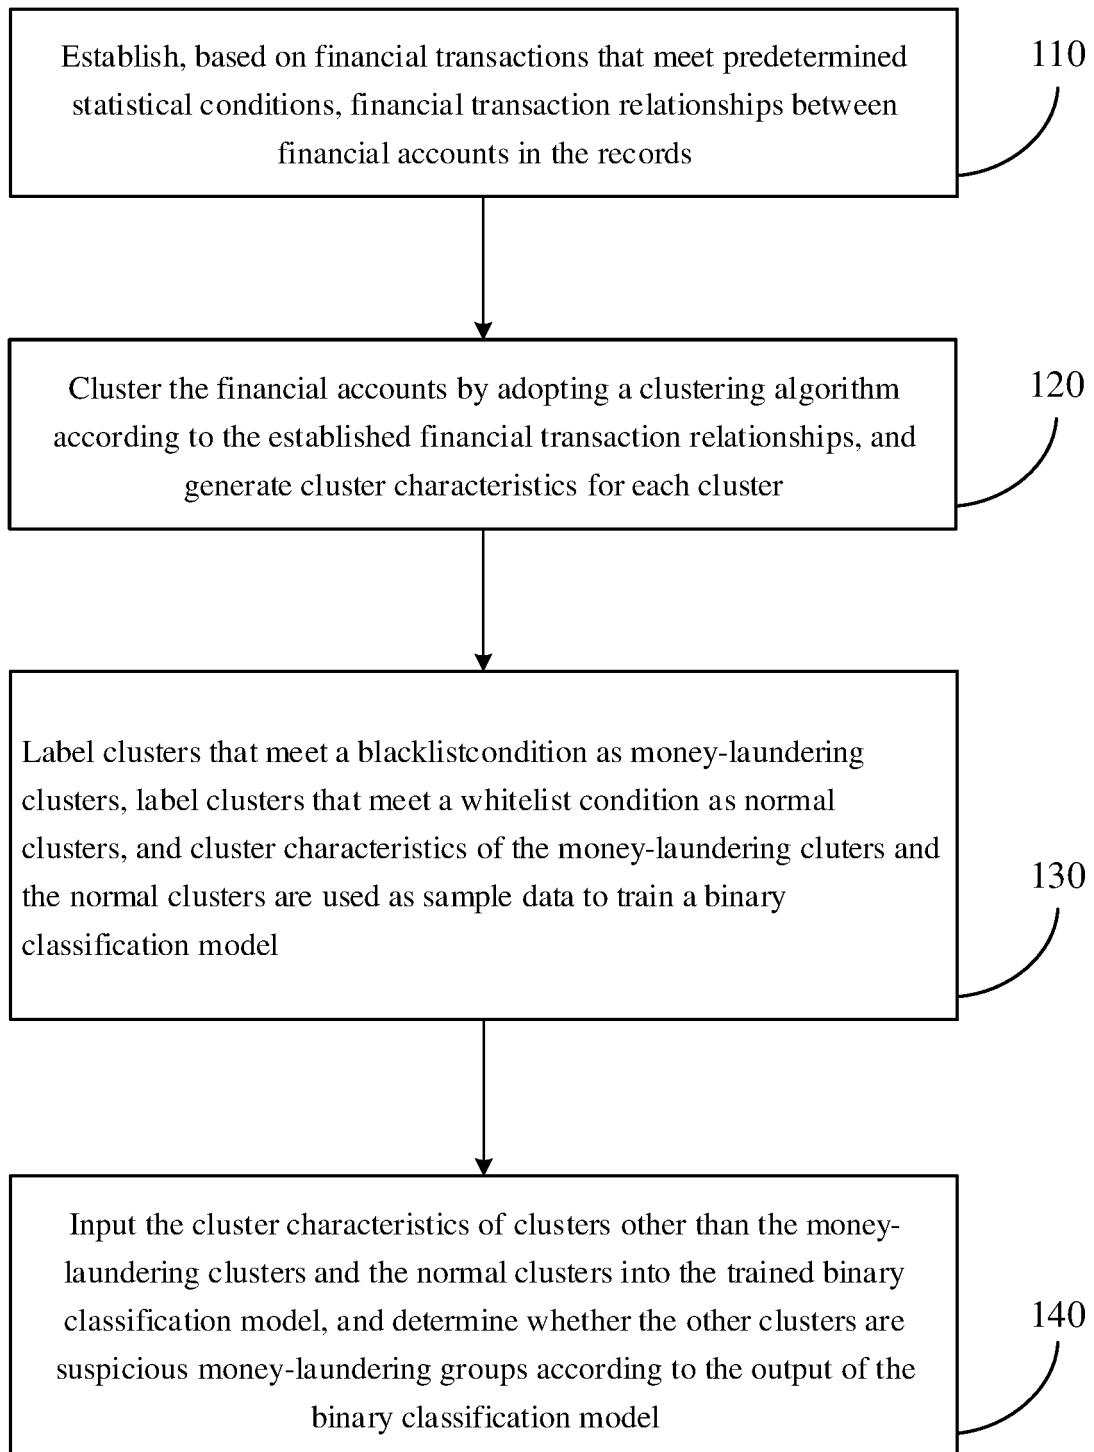 Establish, based on financial transactions that meet predetermined
statistical conditions, financial transaction relationships between
financial accounts in the records
110
Cluster the financial accounts by adopting a clustering algorithm
according to the established financial transaction relationships, and
generate cluster characteristics for each cluster
120
Label clusters that meet a blacklistcondition as money-laundering
clusters, label clusters that meet a whitelist condition as normal
clusters, and cluster characteristics of the money-laundering cluters and
the normal clusters are used as sample data to train a binary
classification model
130
Input the cluster characteristics of clusters other than the money-
laundering clusters and the normal clusters into the trained binary
classification model, and determine whether the other clusters are
suspicious money-laundering groups according to the output of the
binary classification model
140